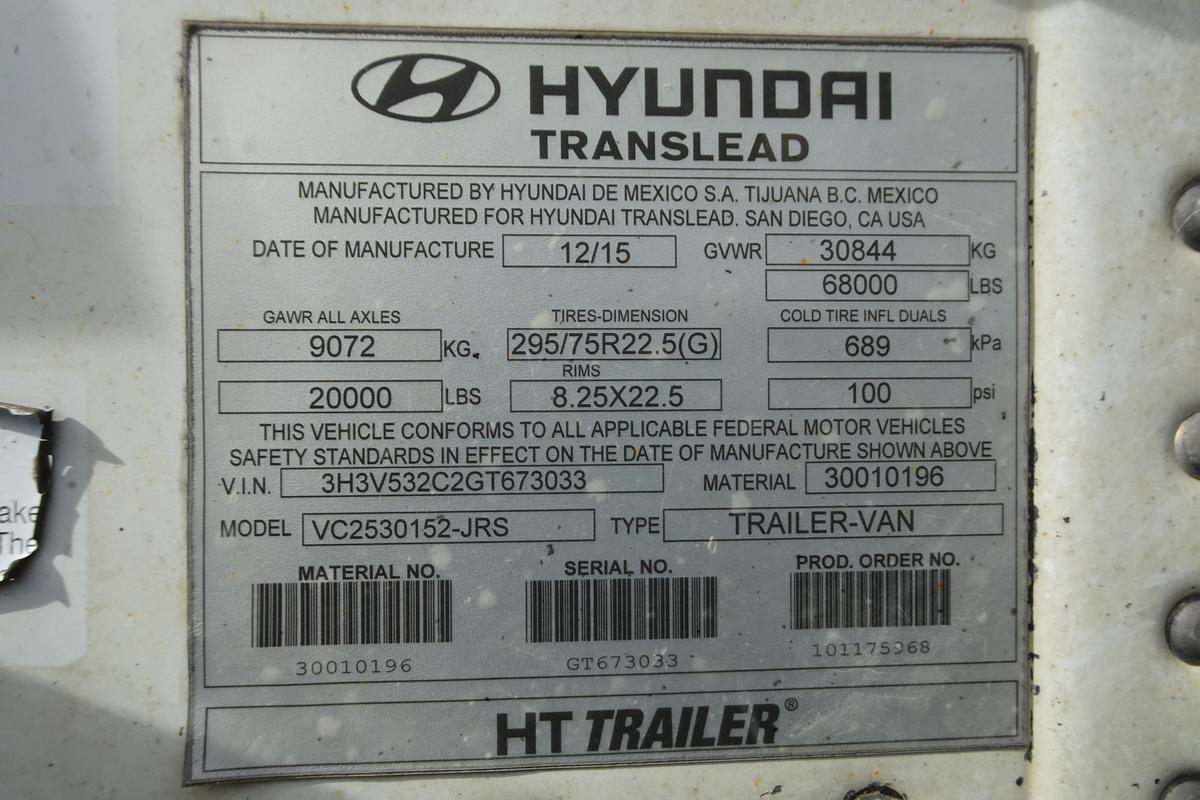 HYUNDAI
TRANSLEAD
MANUFACTURED BY HYUNDAI DE MEXICO S.A. TIJUANA B.C. MEXICO
MANUFACTURED FOR HYUNDAI TRANSLEAD. SAN DIEGO, CA USA
DATE OF MANUFACTURE 12/15 GVWR 30844 KG
68000 LBS
GAWR ALL AXLES TIRES-DIMENSION COLD TIRE INFL DUALS
9072 KG. 295/75R22.5(G) 689 kPa
RIMS
20000 LBS 8.25X22.5 100 psi
THIS VEHICLE CONFORMS TO ALL APPLICABLE FEDERAL MOTOR VEHICLES
SAFETY STANDARDS IN EFFECT ON THE DATE OF MANUFACTURE SHOWN ABOVE
V.I.N. 3H3V532C2GT673033 MATERIAL 30010196
MODEL VC2530152-JRS TYPE TRAILER-VAN
MATERIAL NO. SERIAL NO. PROD. ORDER NO.
30010196 GT673033 101175968
HT TRAILER®
The